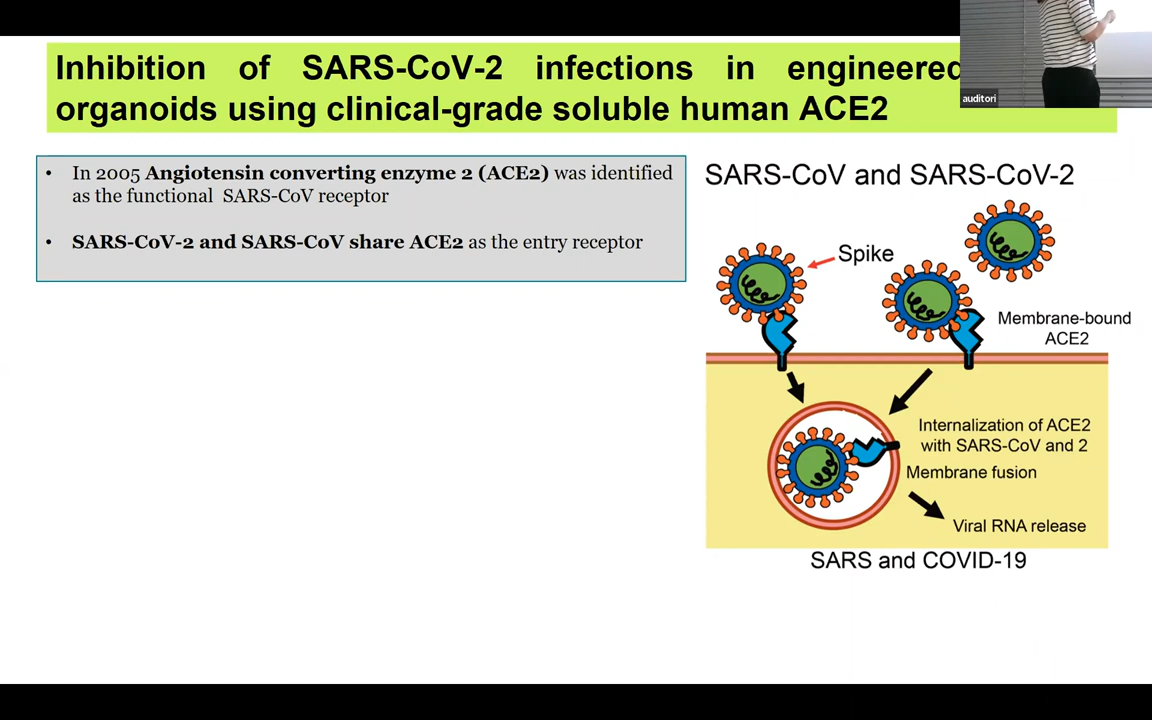 Inhibition of SARS-CoV-2 infections in engineered
organoids using clinical-grade soluble human ACE2
auditori
• In 2005 Angiotensin converting enzyme 2 (ACE2) was identified
as the functional SARS-CoV receptor
• SARS-CoV-2 and SARS-CoV share ACE2 as the entry receptor
SARS-CoV and SARS-CoV-2
Spike
Membrane-bound
ACE2
Internalization of ACE2
with SARS-CoV and 2
Membrane fusion
Viral RNA release
SARS and COVID-19